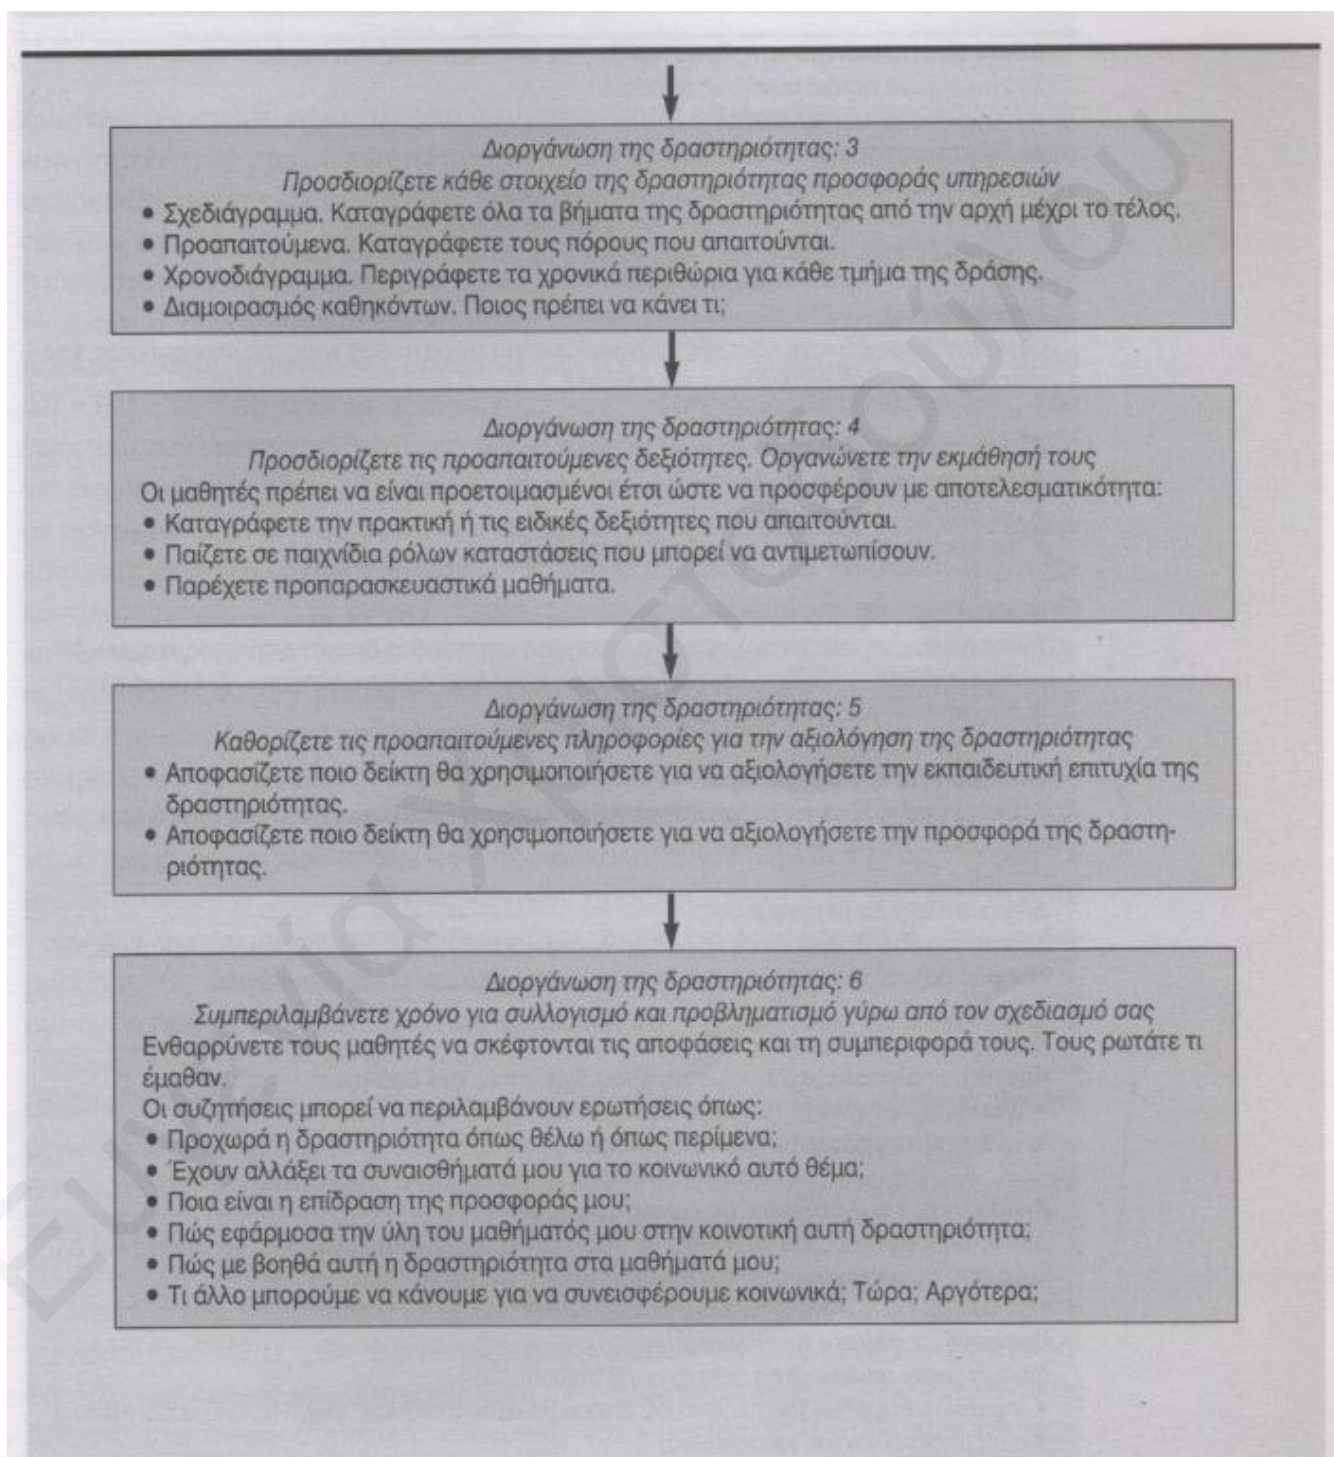 Διοργάνωση της δραστηριότητας: 3
Προσδιορίζετε κάθε στοιχείο της δραστηριότητας προσφοράς υπηρεσιών
• Σχεδιάγραμμα. Καταγράφετε όλα τα βήματα της δραστηριότητας από την αρχή μέχρι το τέλος.
• Προαπαιτούμενα. Καταγράφετε τους πόρους που απαιτούνται.
• Χρονοδιάγραμμα. Περιγράφετε τα χρονικά περιθώρια για κάθε τμήμα της δράσης.
• Διαμοιρασμός καθηκόντων. Ποιος πρέπει να κάνει τι;
Διοργάνωση της δραστηριότητας: 4
Προσδιορίζετε τις προαπαιτούμενες δεξιότητες. Οργανώνετε την εκμάθησή τους
Οι μαθητές πρέπει να είναι προετοιμασμένοι έτσι ώστε να προσφέρουν με αποτελεσματικότητα:
• Καταγράφετε την πρακτική ή τις ειδικές δεξιότητες που απαιτούνται.
• Παίζετε σε παιχνίδια ρόλων καταστάσεις που μπορεί να αντιμετωπίσουν.
• Παρέχετε προπαρασκευαστικά μαθήματα.
Διοργάνωση της δραστηριότητας: 5
Καθορίζετε τις προαπαιτούμενες πληροφορίες για την αξιολόγηση της δραστηριότητας
• Αποφασίζετε ποιο δείκτη θα χρησιμοποιήσετε για να αξιολογήσετε την εκπαιδευτική επιτυχία της
δραστηριότητας.
• Αποφασίζετε ποιο δείκτη θα χρησιμοποιήσετε για να αξιολογήσετε την προσφορά της δραστη-
ριότητας.
Διοργάνωση της δραστηριότητας: 6
Συμπεριλαμβάνετε χρόνο για συλλογισμό και προβληματισμό γύρω από τον σχεδιασμό σας
Ενθαρρύνετε τους μαθητές να σκέφτονται τις αποφάσεις και τη συμπεριφορά τους. Τους ρωτάτε τι
έμαθαν.
Οι συζητήσεις μπορεί να περιλαμβάνουν ερωτήσεις όπως:
• Προχωρά η δραστηριότητα όπως θέλω ή όπως περίμενα;
• Έχουν αλλάξει τα συναισθήματά μου για το κοινωνικό αυτό θέμα;
• Ποια είναι η επίδραση της προσφοράς μου;
• Πώς εφάρμοσα την ύλη του μαθήματός μου στην κοινοτική αυτή δραστηριότητα;
• Πώς με βοηθά αυτή η δραστηριότητα στα μαθήματά μου;
• Τι άλλο μπορούμε να κάνουμε για να συνεισφέρουμε κοινωνικά; Τώρα; Αργότερα;